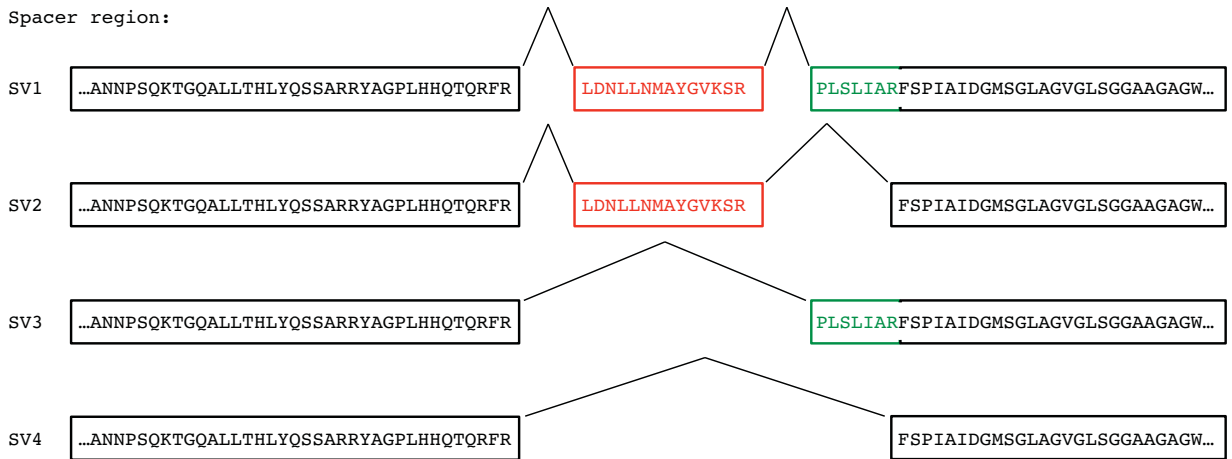 Spacer region:
SV1 …ANNPSQKTGQALLTHLYQSSARRYAGPLHHQTQRFR LDNLLNMAYGVKSR PLSLIARFSPIAIDGMSGLAGVGLSGGAAGAGW…
SV2 …ANNPSQKTGQALLTHLYQSSARRYAGPLHHQTQRFR LDNLLNMAYGVKSR FSPIAIDGMSGLAGVGLSGGAAGAGW…
SV3 …ANNPSQKTGQALLTHLYQSSARRYAGPLHHQTQRFR PLSLIARFSPIAIDGMSGLAGVGLSGGAAGAGW…
SV4 …ANNPSQKTGQALLTHLYQSSARRYAGPLHHQTQRFR FSPIAIDGMSGLAGVGLSGGAAGAGW…